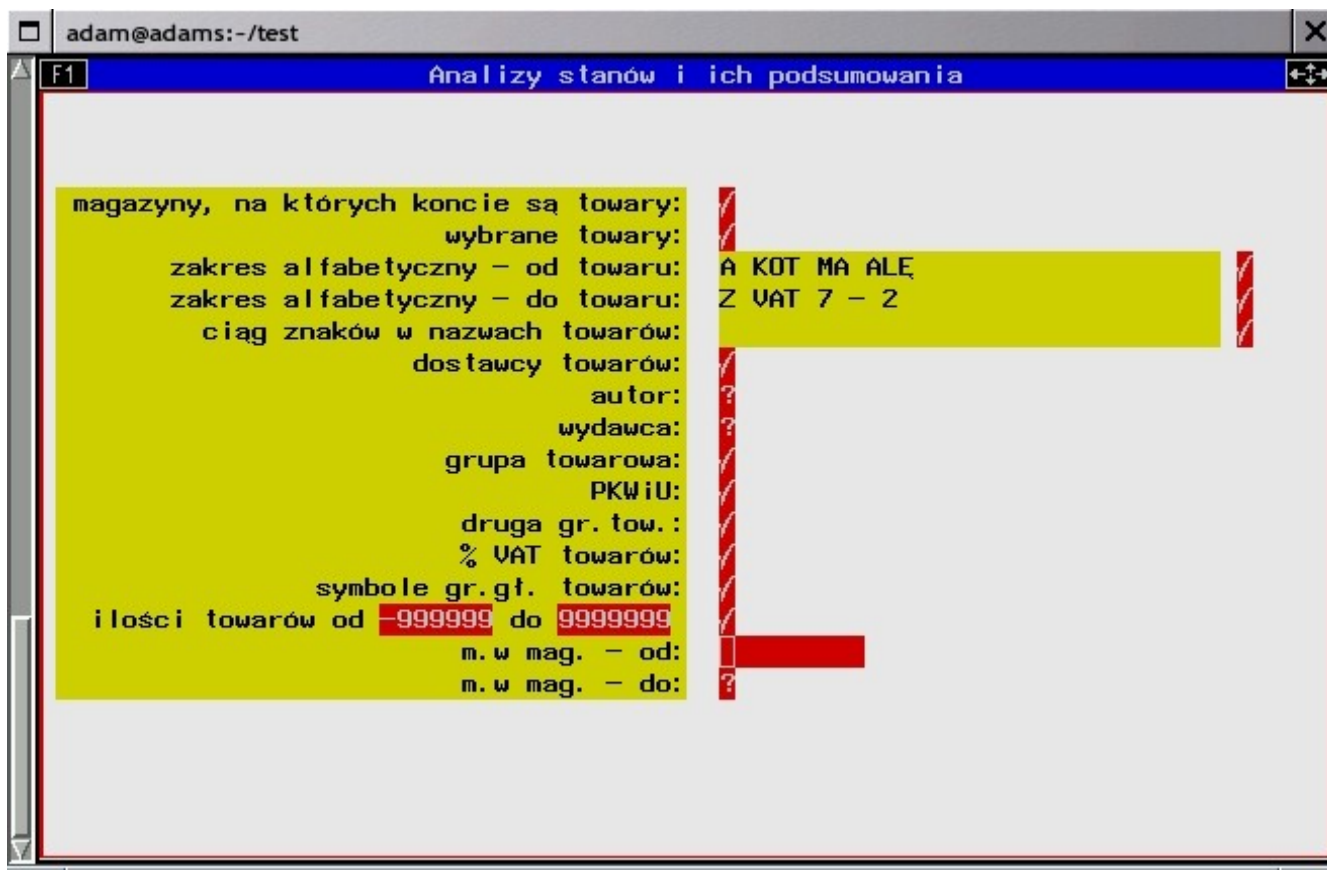 adam@adams:~/test
F1 Analizy stanów i ich podsumowania
magazyny, na których koncie są towary: /
wybrane towary: /
zakres alfabetyczny - od towaru: A KOT MA ALĘ /
zakres alfabetyczny - do towaru: Z VAT 7 - 2 /
ciąg znaków w nazwach towarów: /
dostawcy towarów: /
autor: ?
wydawca: ?
grupa towarowa: /
PKWiU: /
druga gr.tow.: /
% VAT towarów: /
symbole gr.gł. towarów: /
ilości towarów od -999999 do 9999999 /
m.w mag. - od:
m.w mag. - do: ?